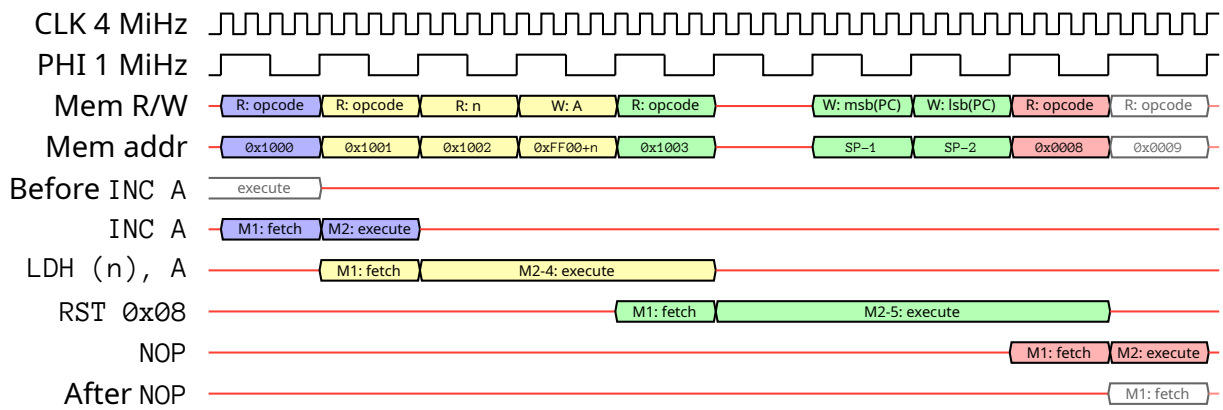 CLK 4 MiHz
PHI 1 MiHz
Mem R/W R: opcode R: opcode R: n W: A R: opcode W: msb(PC) W: lsb(PC) R: opcode R: opcode
Mem addr 0x1000 0x1001 0x1002 0xFF00+n 0x1003 SP−1 SP−2 0x0008 0x0009
Before INC A execute
INC A M1: fetch M2: execute
LDH (n), A M1: fetch M2-4: execute
RST 0x08 M1: fetch M2-5: execute
NOP M1: fetch M2: execute
After NOP M1: fetch